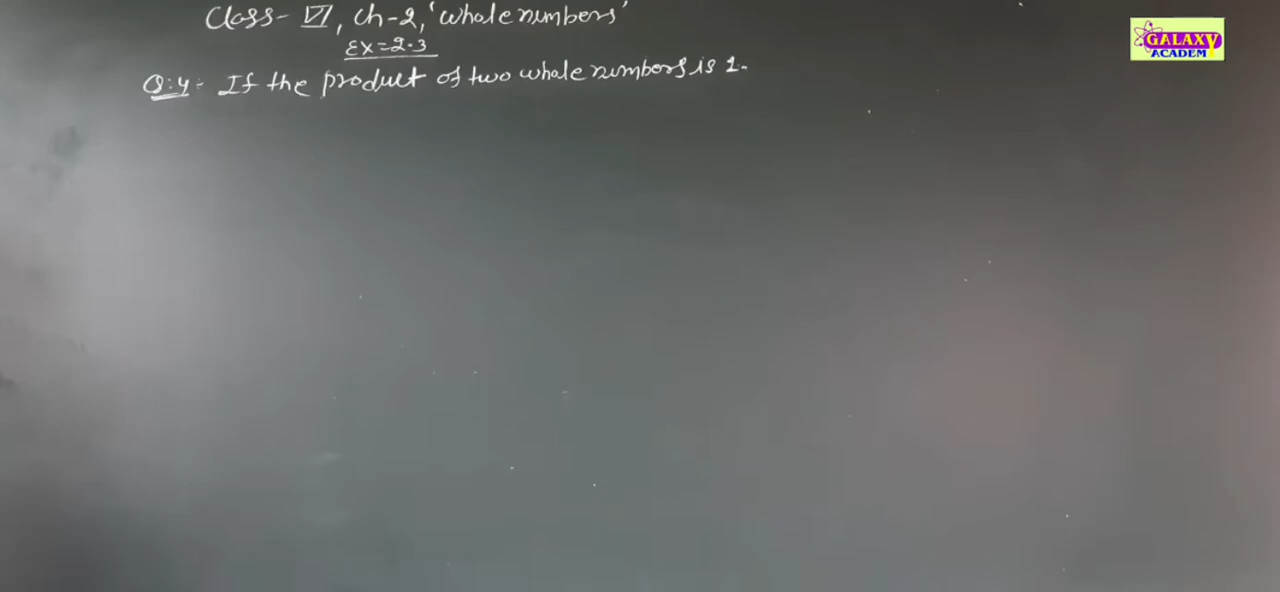 Class- VI, ch-2, 'whole numbers'
Ex=2.3
Q:4- If the product of two whole numbers is 1.
GALAXY
ACADEM